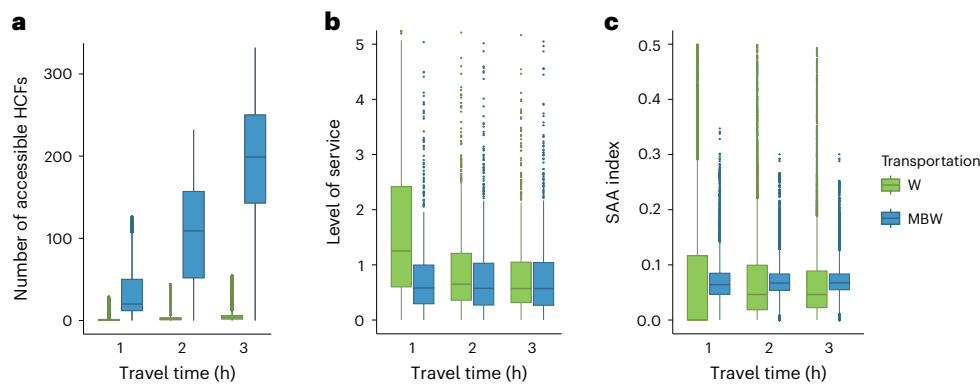 a
b
c
Number of accessible HCFs
300
200
100
0
1 2 3
Travel time (h)
Level of service
5
4
3
2
1
0
1 2 3
Travel time (h)
SAA index
0.5
0.4
0.3
0.2
0.1
0.0
1 2 3
Travel time (h)
Transportation
W
MBW